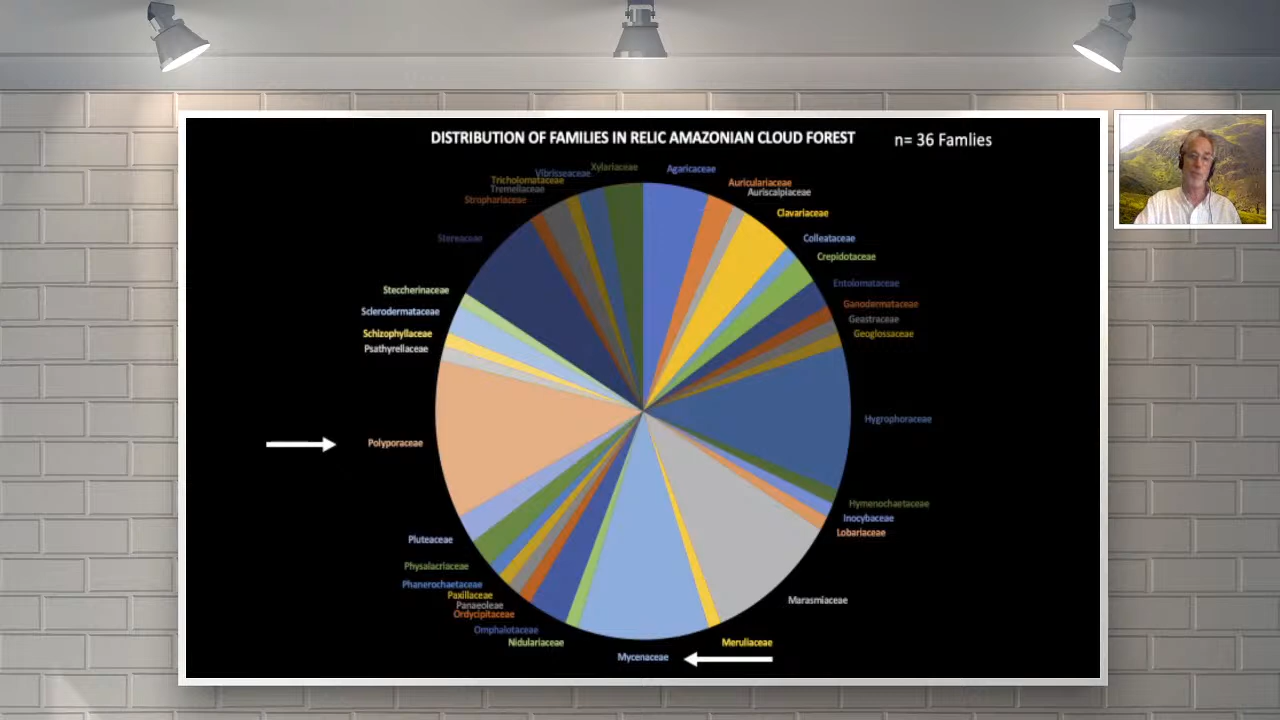 DISTRIBUTION OF FAMILIES IN RELIC AMAZONIAN CLOUD FOREST
n= 36 Famlies
Xylariaceae
Agaricaceae
Vibrisseaceae
Tricholomataceae
Auriculariaceae
Tremellaceae
Auriscalpiaceae
Strophariaceae
Clavariaceae
Stereaceae
Colleataceae
Crepidotaceae
Entolomataceae
Steccherinaceae
Ganodermataceae
Sclerodermataceae
Geastraceae
Schizophyllaceae
Geoglossaceae
Psathyrellaceae
Hygrophoraceae
Polyporaceae
Hymenochaetaceae
Inocybaceae
Lobariaceae
Pluteaceae
Physalacriaceae
Phanerochaetaceae
Paxillaceae
Marasmiaceae
Panaeoleae
Ordycipitaceae
Omphalotaceae
Nidulariaceae
Meruliaceae
Mycenaceae